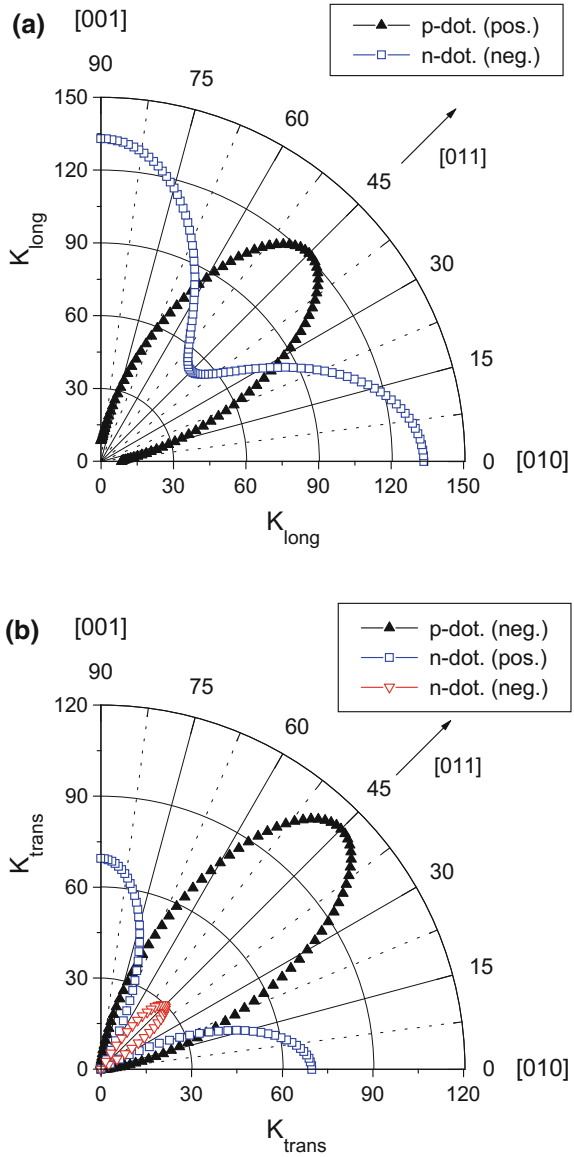 (a)
[001]
p-dot. (pos.)
n-dot. (neg.)
90
75
60
45
[011]
30
15
0
[010]
150
120
90
60
30
0
K_long
0 30 60 90 120 150
K_long
(b)
[001]
p-dot. (neg.)
n-dot. (pos.)
n-dot. (neg.)
90
75
60
45
[011]
30
15
0
[010]
120
90
60
30
0
K_trans
0 30 60 90 120
K_trans